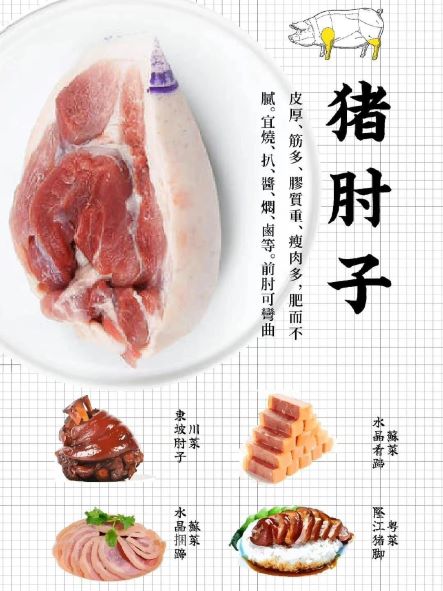 猪肘子
皮厚、筋多、膠質重、瘦肉多，肥而不
膩。宜燒、扒、醬、燜、鹵等。前肘可彎曲
川菜
東坡肘子
蘇菜
水晶肴蹄
蘇菜
水晶捆蹄
粵菜
隆江猪脚